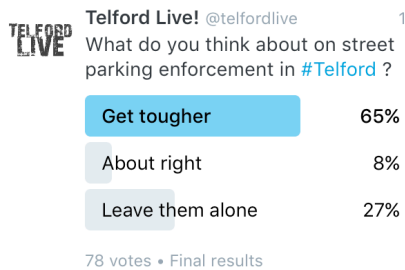 TELFORD
LIVE
Telford Live! @telfordlive 1
What do you think about on street
parking enforcement in #Telford ?
Get tougher 65%
About right 8%
Leave them alone 27%
78 votes • Final results